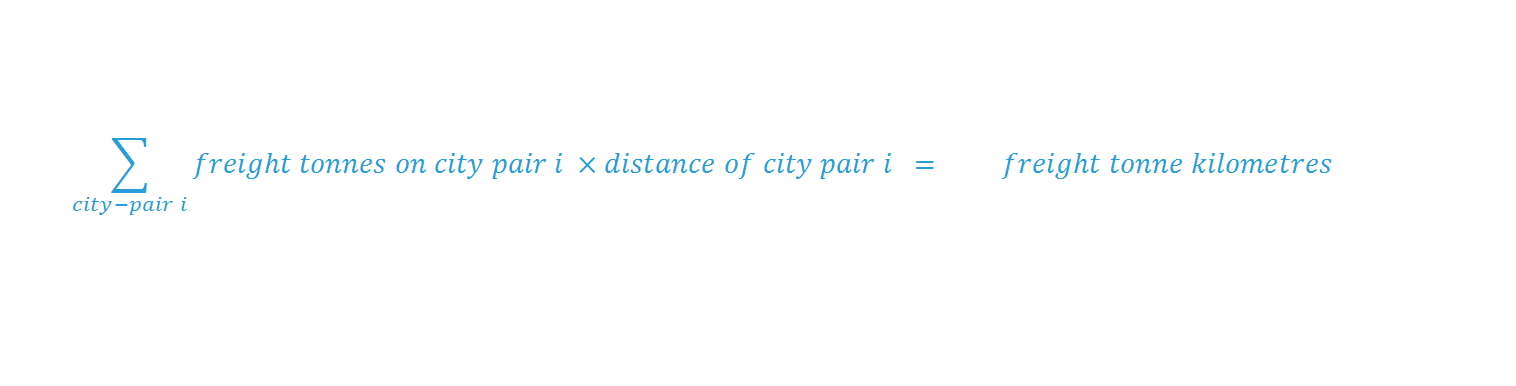 ∑ freight tonnes on city pair i × distance of city pair i = freight tonne kilometres
city−pair i